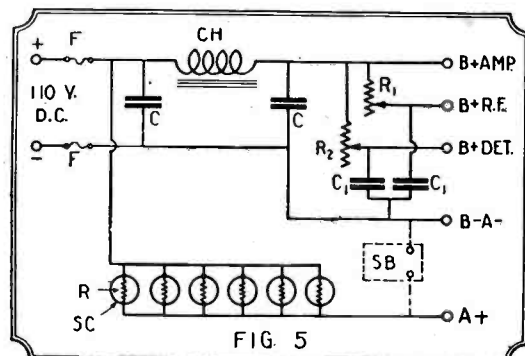 CH
+ F
B+AMP.
R1
110 V.
D.C.
C C
B+R.F.
R2
B+DET.
- F
C1 C1
B-A-
SB
R
SC
A+
FIG. 5